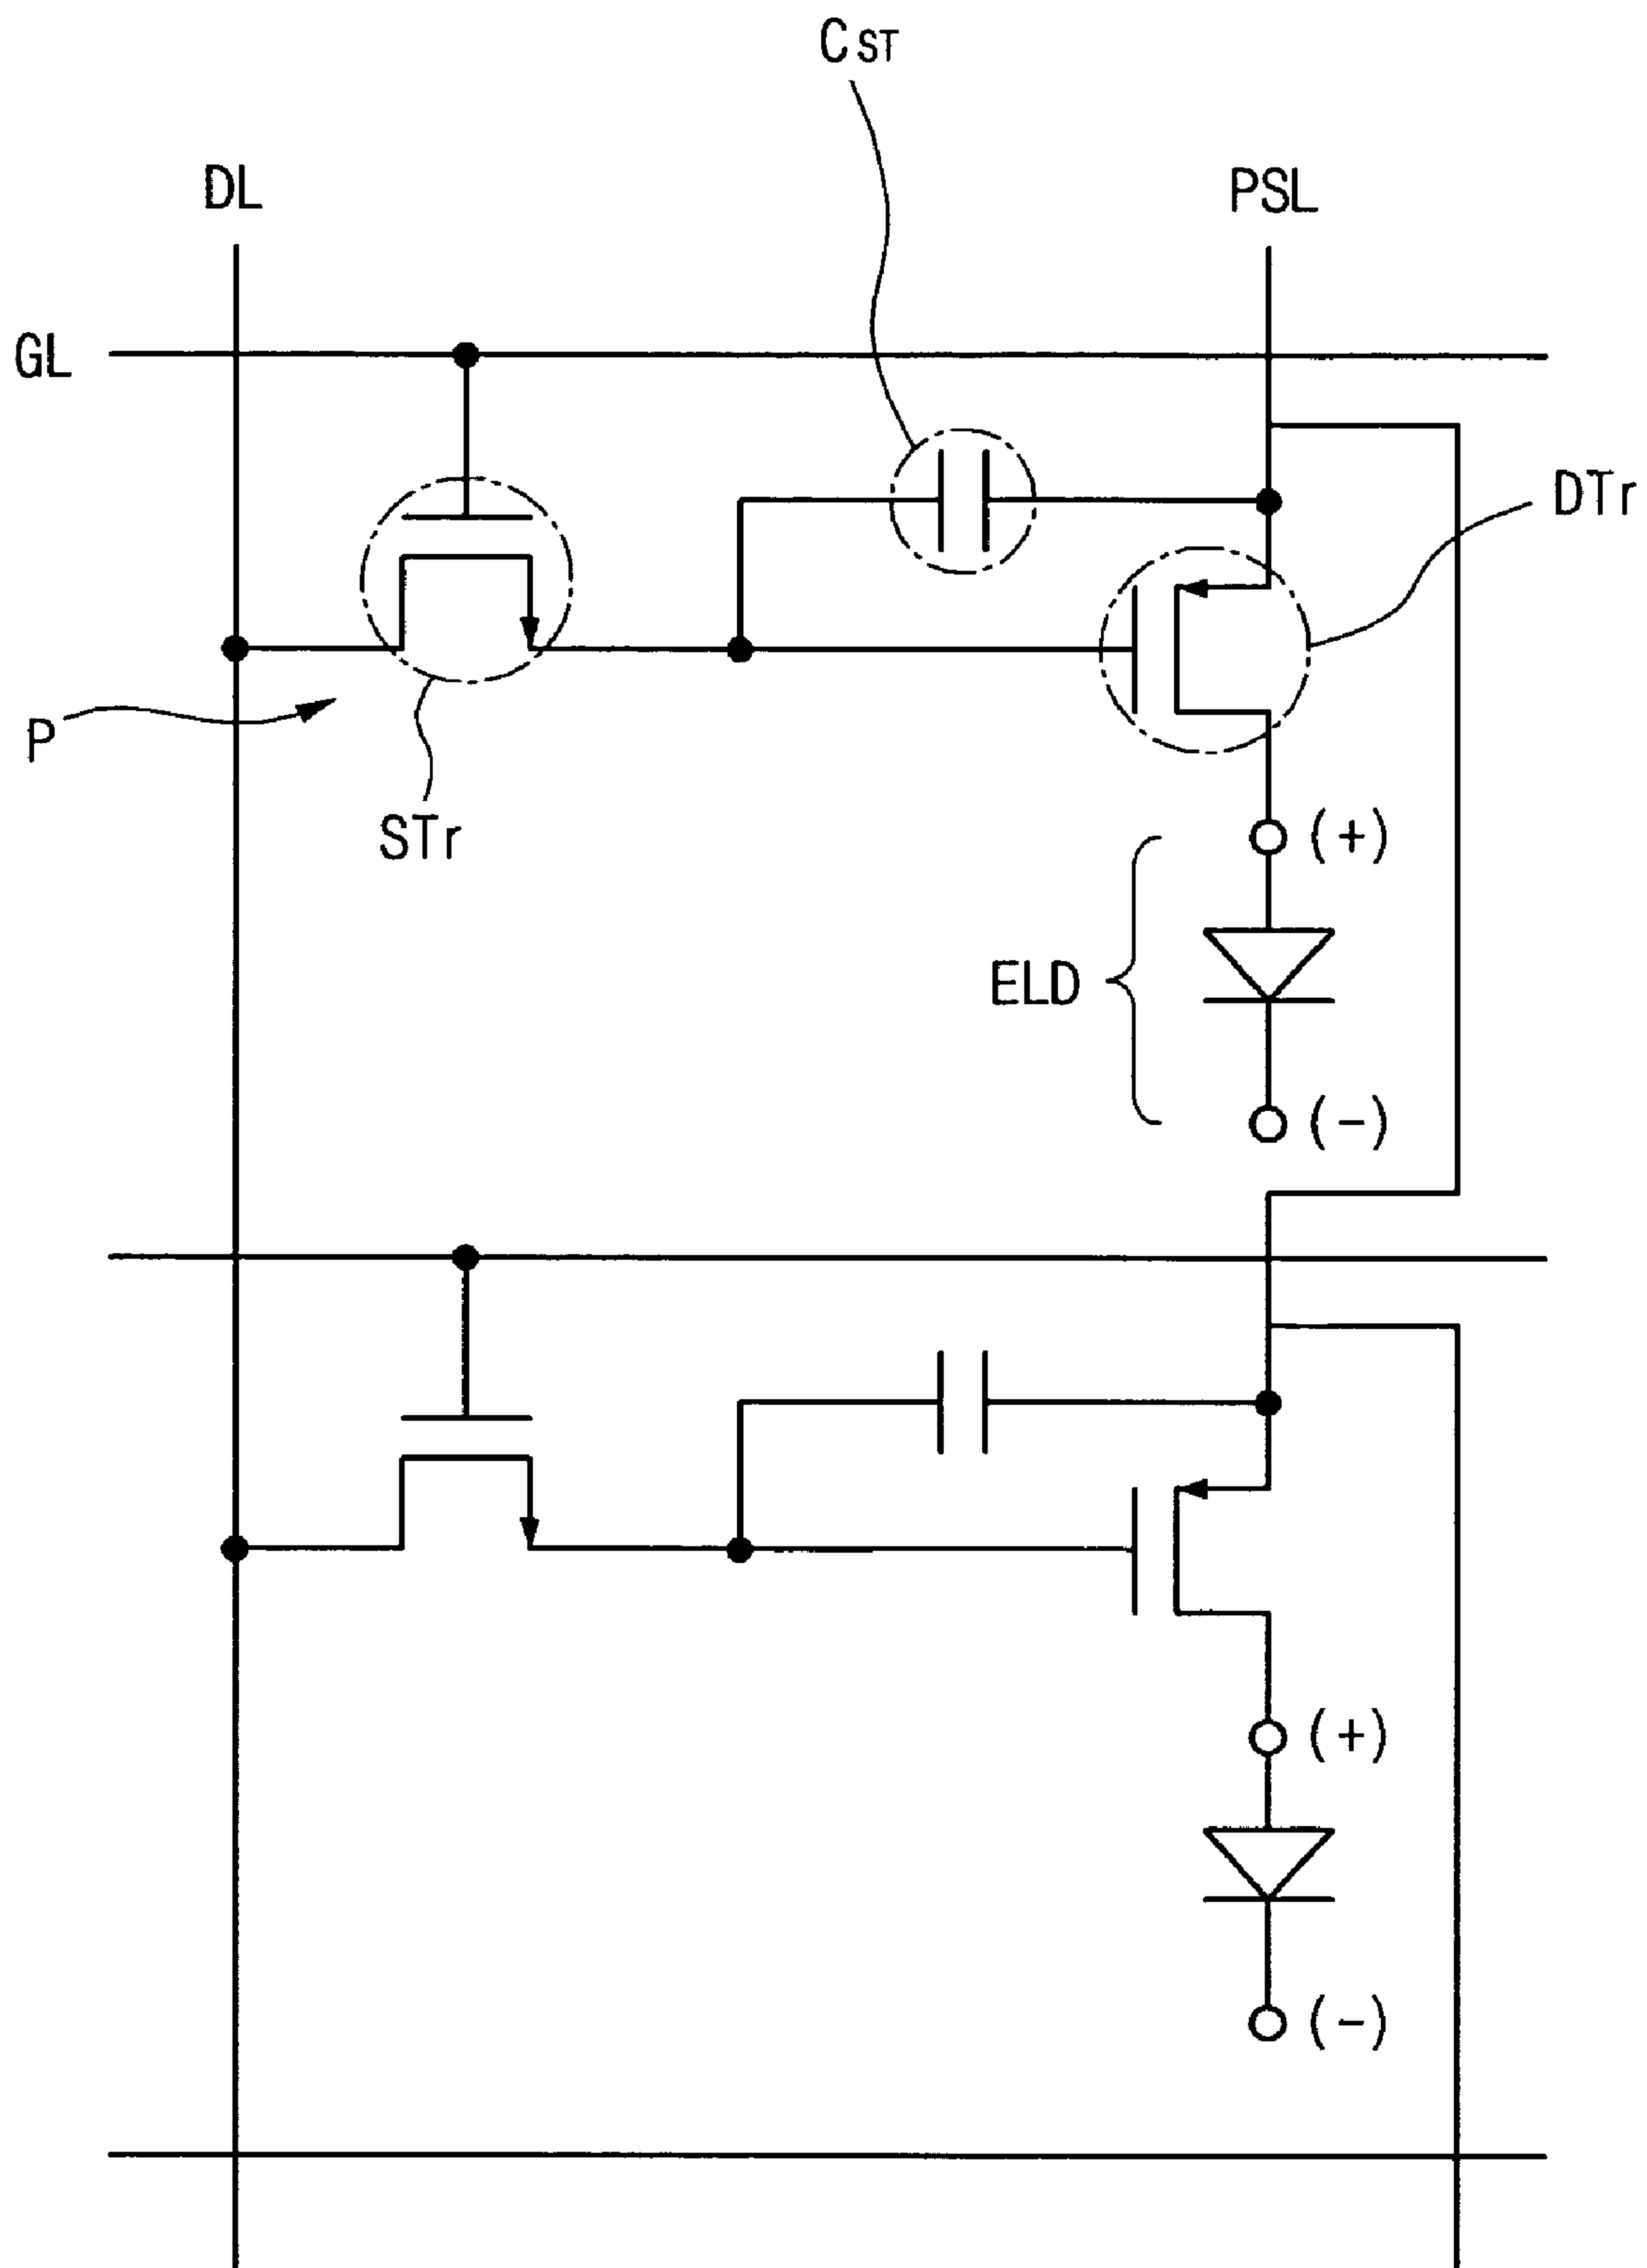 CST
DL
PSL
GL
DTr
P
STr
(+)
ELD
(-)
(+)
(-)